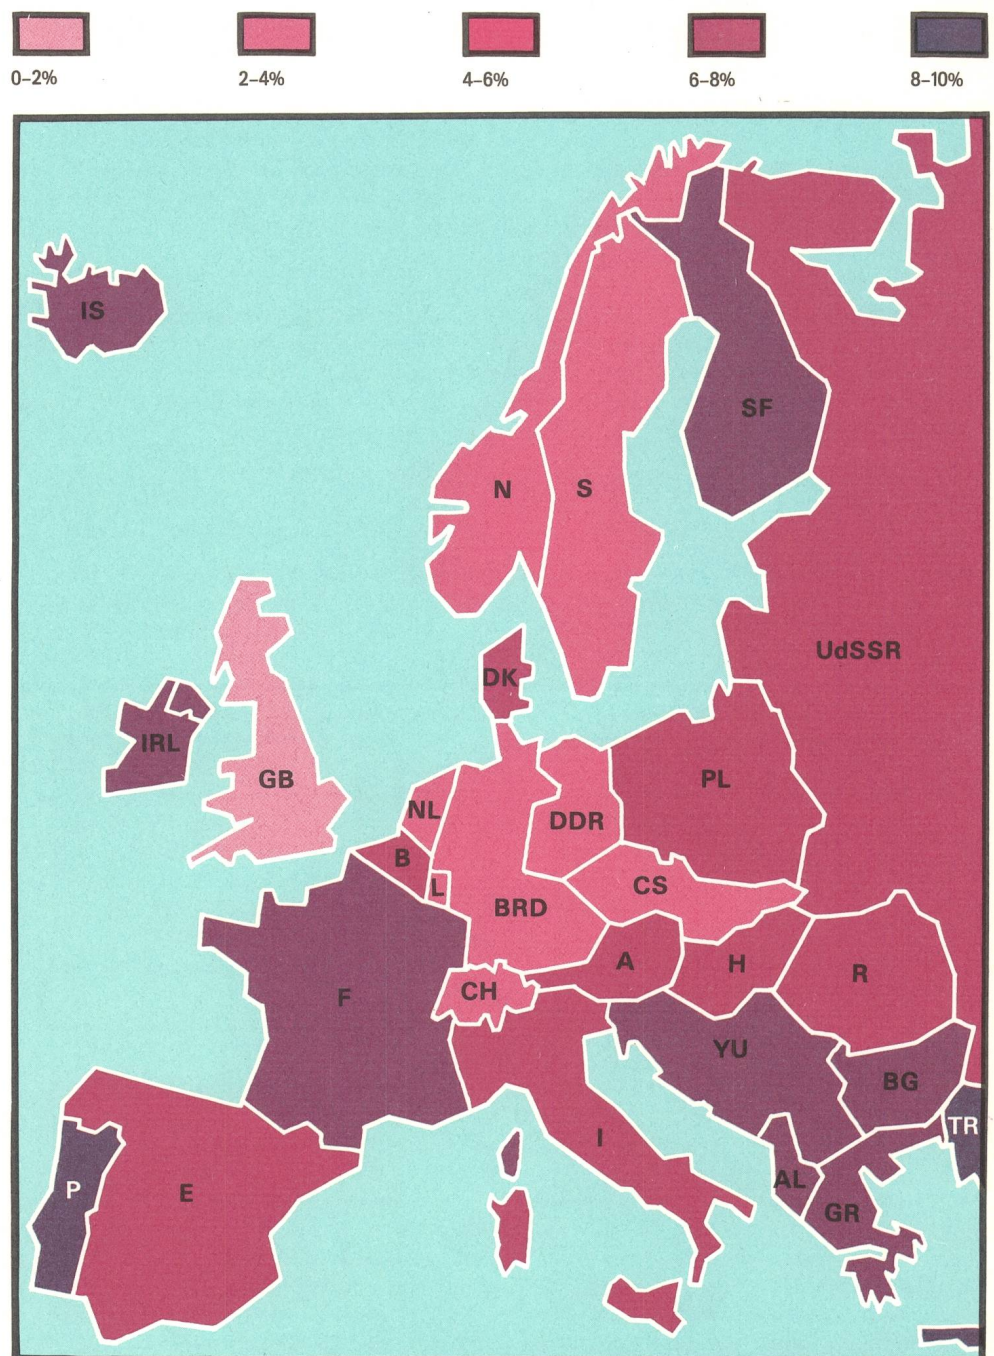 0–2% 2–4% 4–6% 6–8% 8–10%
IS
SF
N S
UdSSR
DK
IRL
GB
PL
NL
DDR
B
CS
L
BRD
A
H
R
F
CH
YU
BG
TR
I
AL
P
E
GR